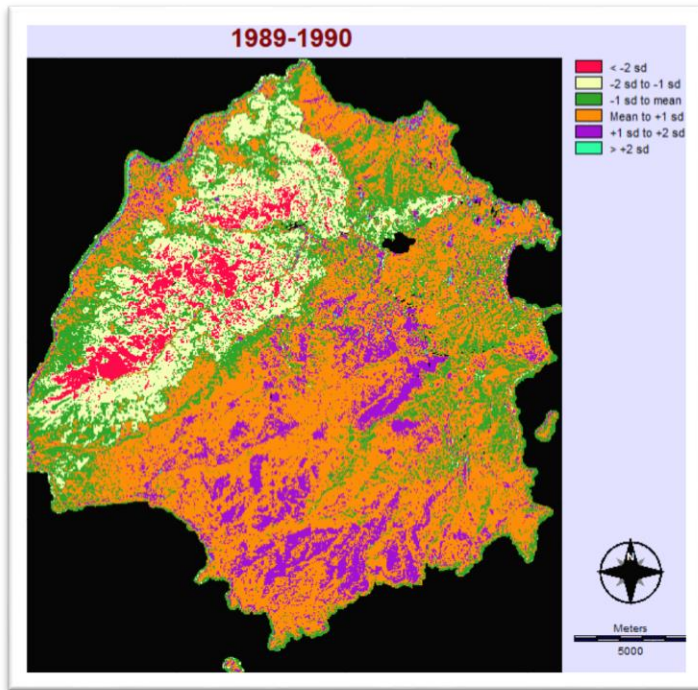 1989-1990
< -2 sd
-2 sd to -1 sd
-1 sd to mean
Mean to +1 sd
+1 sd to +2 sd
> +2 sd
N
Meters
5000